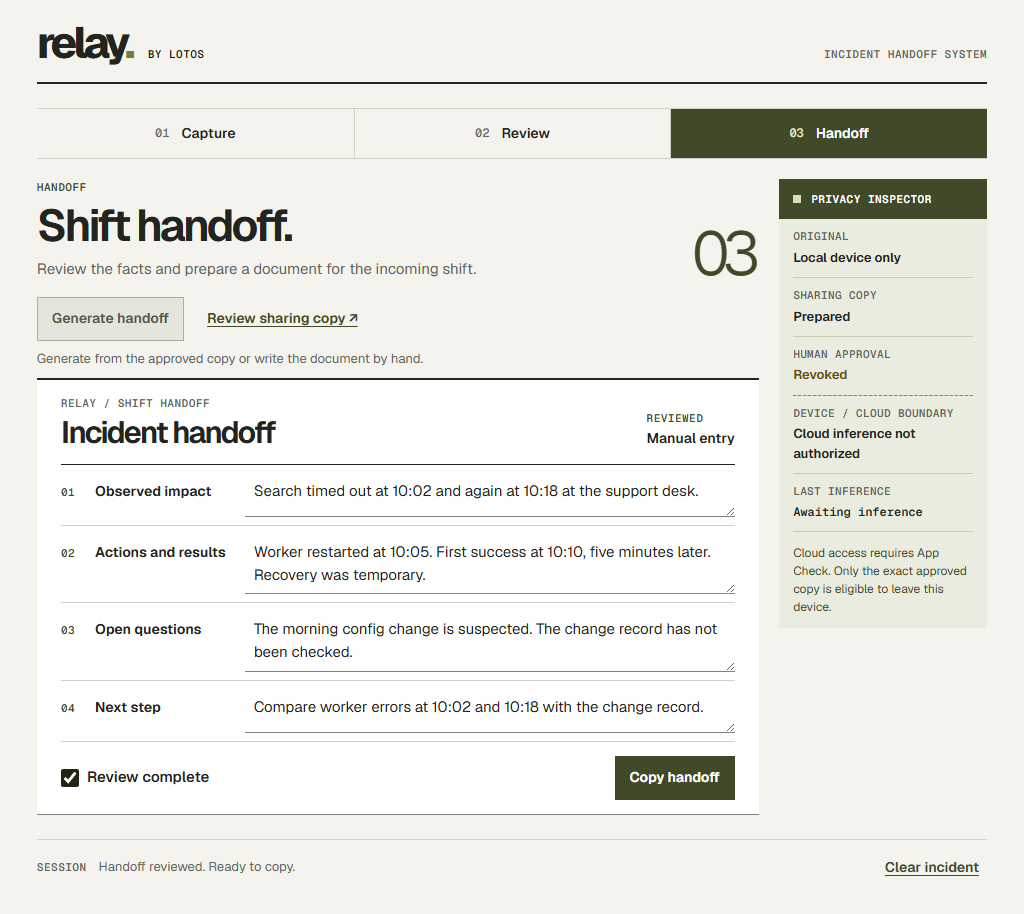 relay. BY LOTOS
INCIDENT HANDOFF SYSTEM
01 Capture
02 Review
03 Handoff
HANDOFF
Shift handoff.
Review the facts and prepare a document for the incoming shift.
03
Generate handoff
Review sharing copy ↗
Generate from the approved copy or write the document by hand.
RELAY / SHIFT HANDOFF
Incident handoff
REVIEWED
Manual entry
01 Observed impact
Search timed out at 10:02 and again at 10:18 at the support desk.
02 Actions and results
Worker restarted at 10:05. First success at 10:10, five minutes later.
Recovery was temporary.
03 Open questions
The morning config change is suspected. The change record has not
been checked.
04 Next step
Compare worker errors at 10:02 and 10:18 with the change record.
Review complete
Copy handoff
PRIVACY INSPECTOR
ORIGINAL
Local device only
SHARING COPY
Prepared
HUMAN APPROVAL
Revoked
DEVICE / CLOUD BOUNDARY
Cloud inference not
authorized
LAST INFERENCE
Awaiting inference
Cloud access requires App
Check. Only the exact approved
copy is eligible to leave this
device.
SESSION Handoff reviewed. Ready to copy.
Clear incident